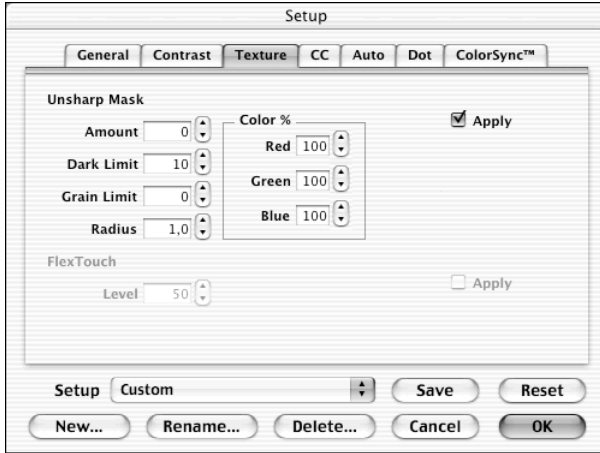 Setup
General Contrast Texture CC Auto Dot ColorSync™
Unsharp Mask
Amount 0
Dark Limit 10
Grain Limit 0
Radius 1,0
Color %
Red 100
Green 100
Blue 100
Apply
FlexTouch
Level 50
Apply
Setup Custom Save Reset
New... Rename... Delete... Cancel OK